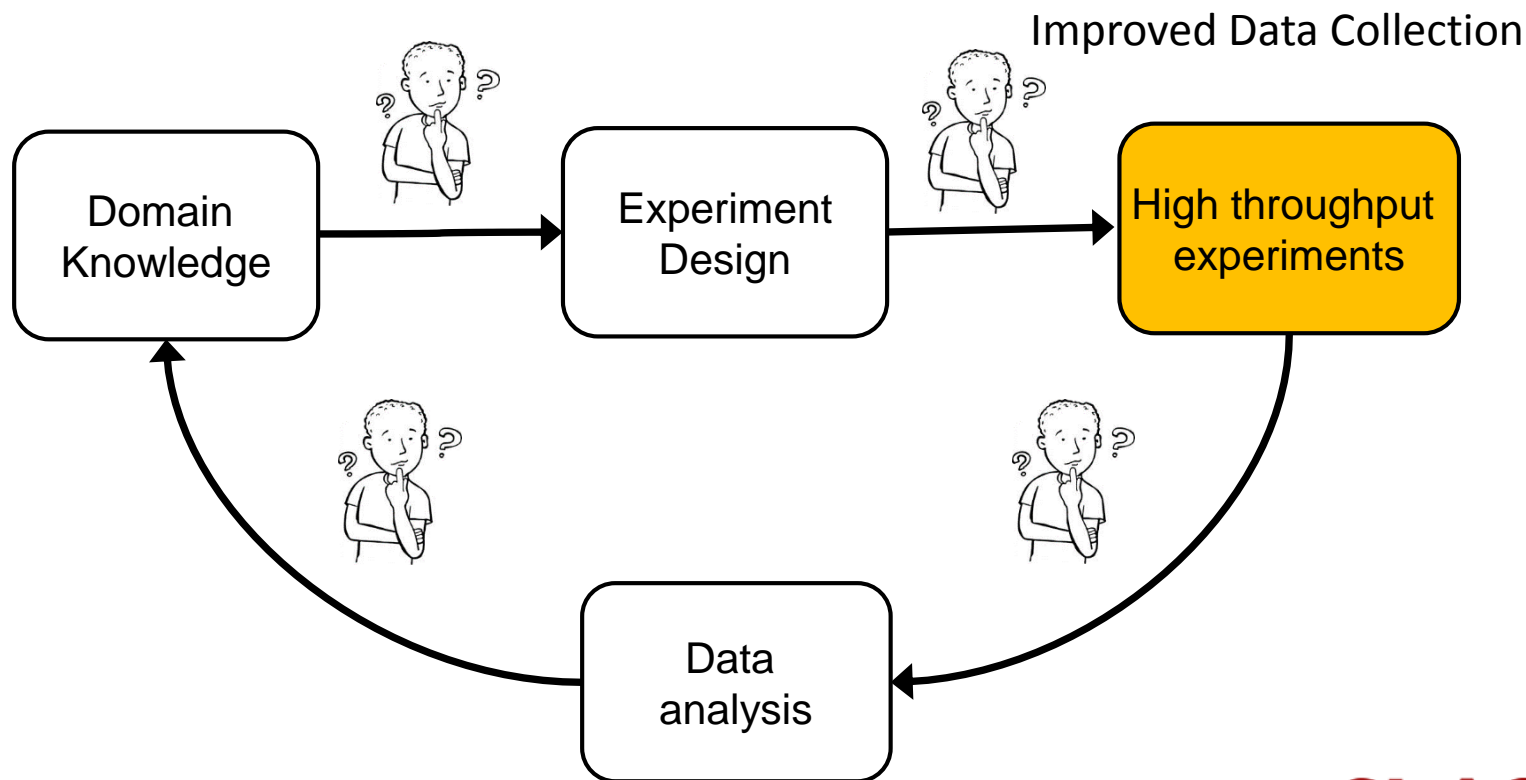 Improved Data Collection
? ?
? ?
Domain
Knowledge
Experiment
Design
High throughput
experiments
? ?
? ?
Data
analysis